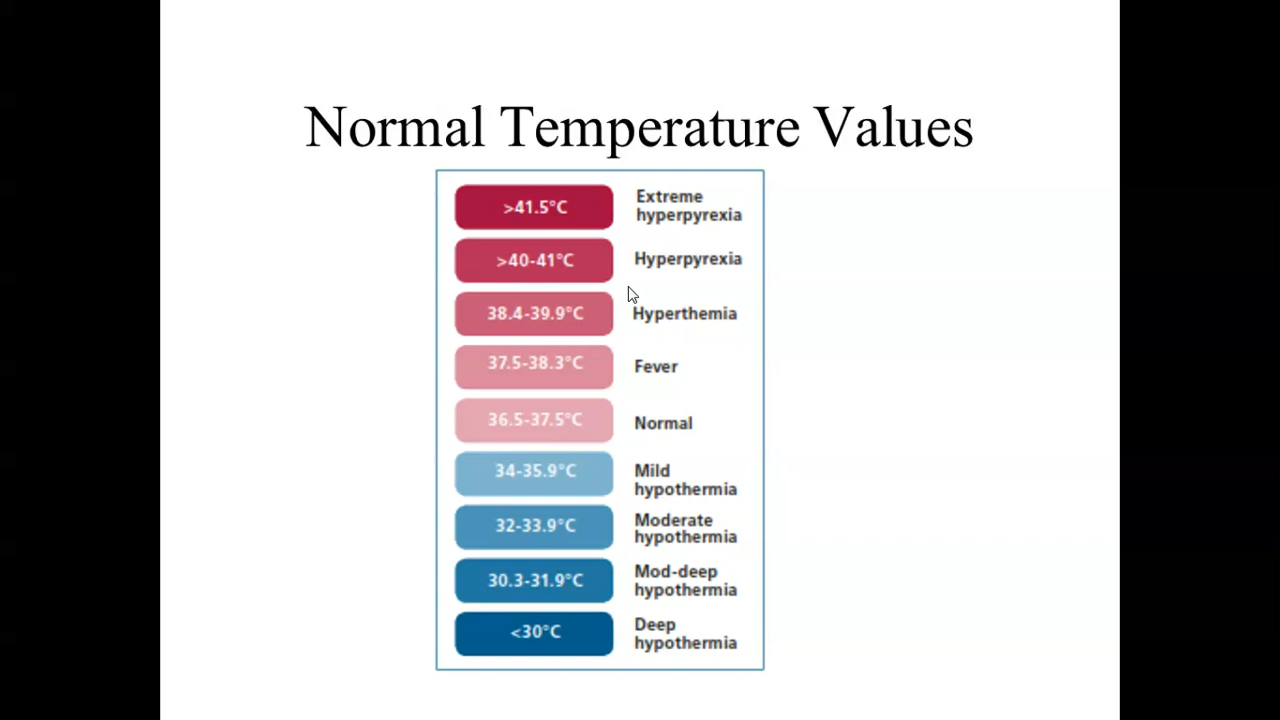 Normal Temperature Values
>41.5°C
Extreme
hyperpyrexia
>40-41°C
Hyperpyrexia
38.4-39.9°C
Hyperthemia
37.5-38.3°C
Fever
36.5-37.5°C
Normal
34-35.9°C
Mild
hypothermia
32-33.9°C
Moderate
hypothermia
30.3-31.9°C
Mod-deep
hypothermia
<30°C
Deep
hypothermia